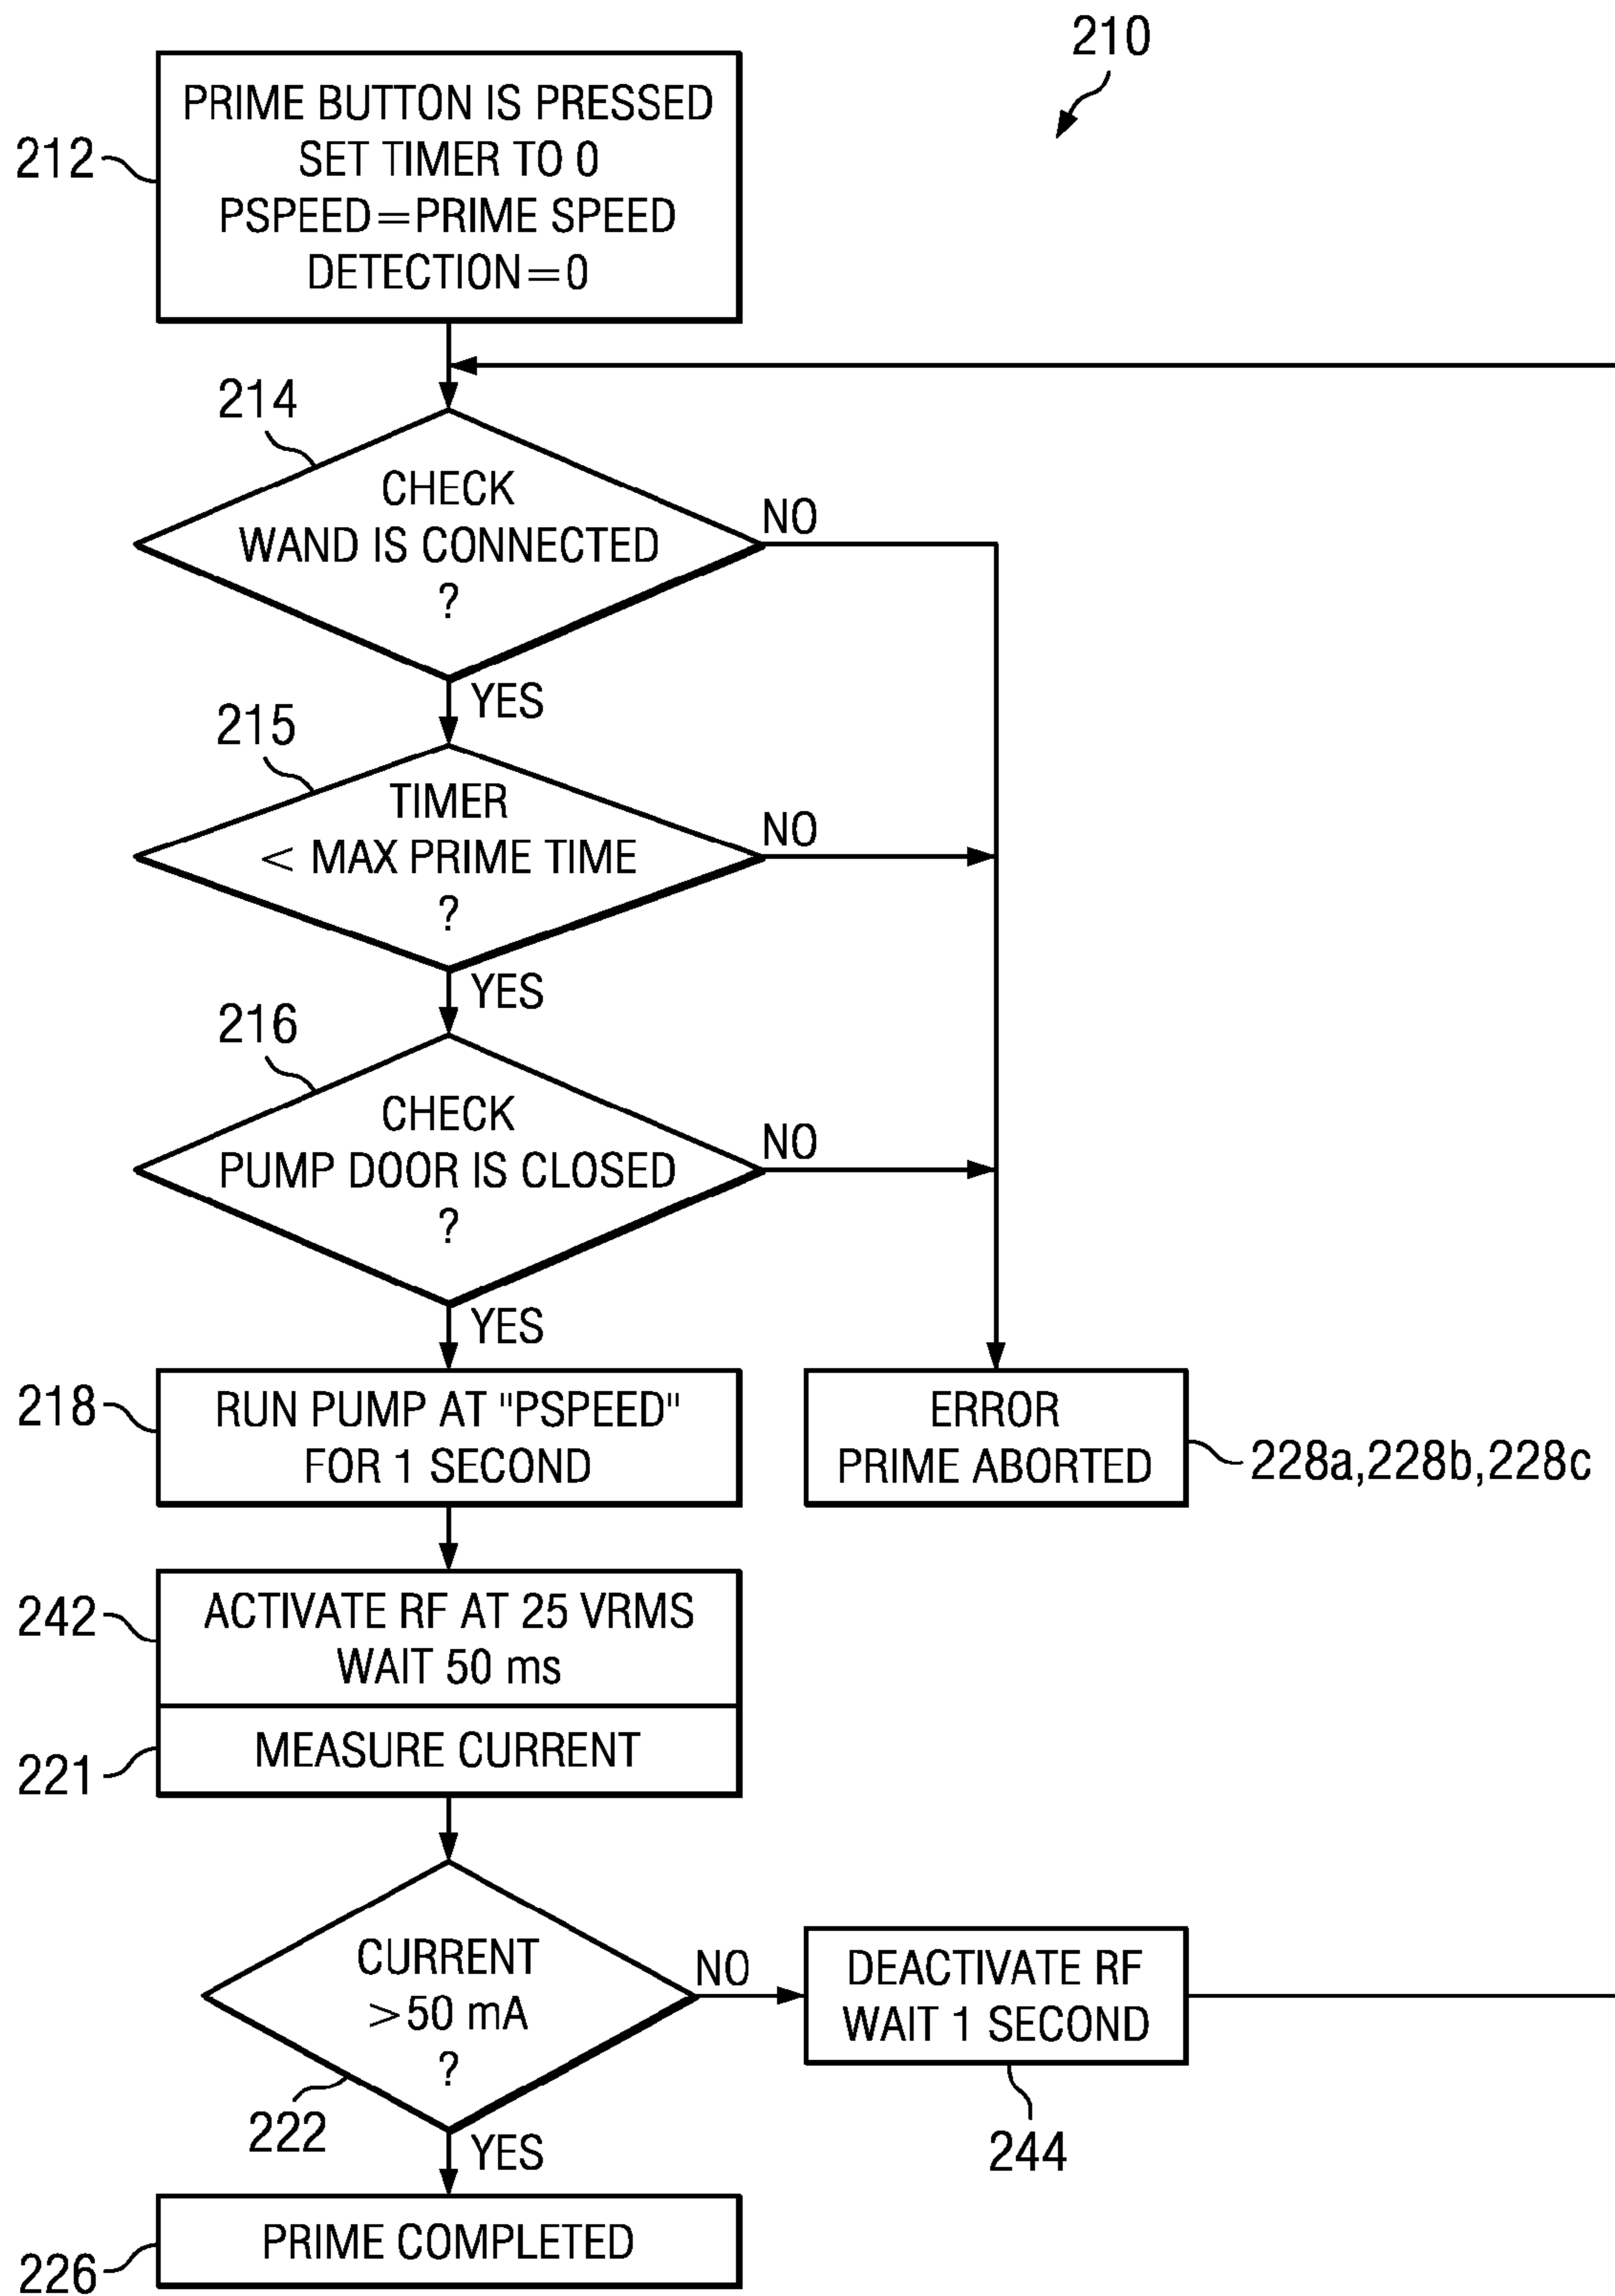 210
PRIME BUTTON IS PRESSED
SET TIMER TO 0
PSPEED=PRIME SPEED
DETECTION=0
212
214
CHECK
WAND IS CONNECTED
?
NO
YES
215
TIMER
< MAX PRIME TIME
?
NO
YES
216
CHECK
PUMP DOOR IS CLOSED
?
NO
YES
218
RUN PUMP AT "PSPEED"
FOR 1 SECOND
ERROR
PRIME ABORTED
228a,228b,228c
242
ACTIVATE RF AT 25 VRMS
WAIT 50 ms
221
MEASURE CURRENT
CURRENT
>50 mA
?
NO
222
YES
DEACTIVATE RF
WAIT 1 SECOND
244
226
PRIME COMPLETED